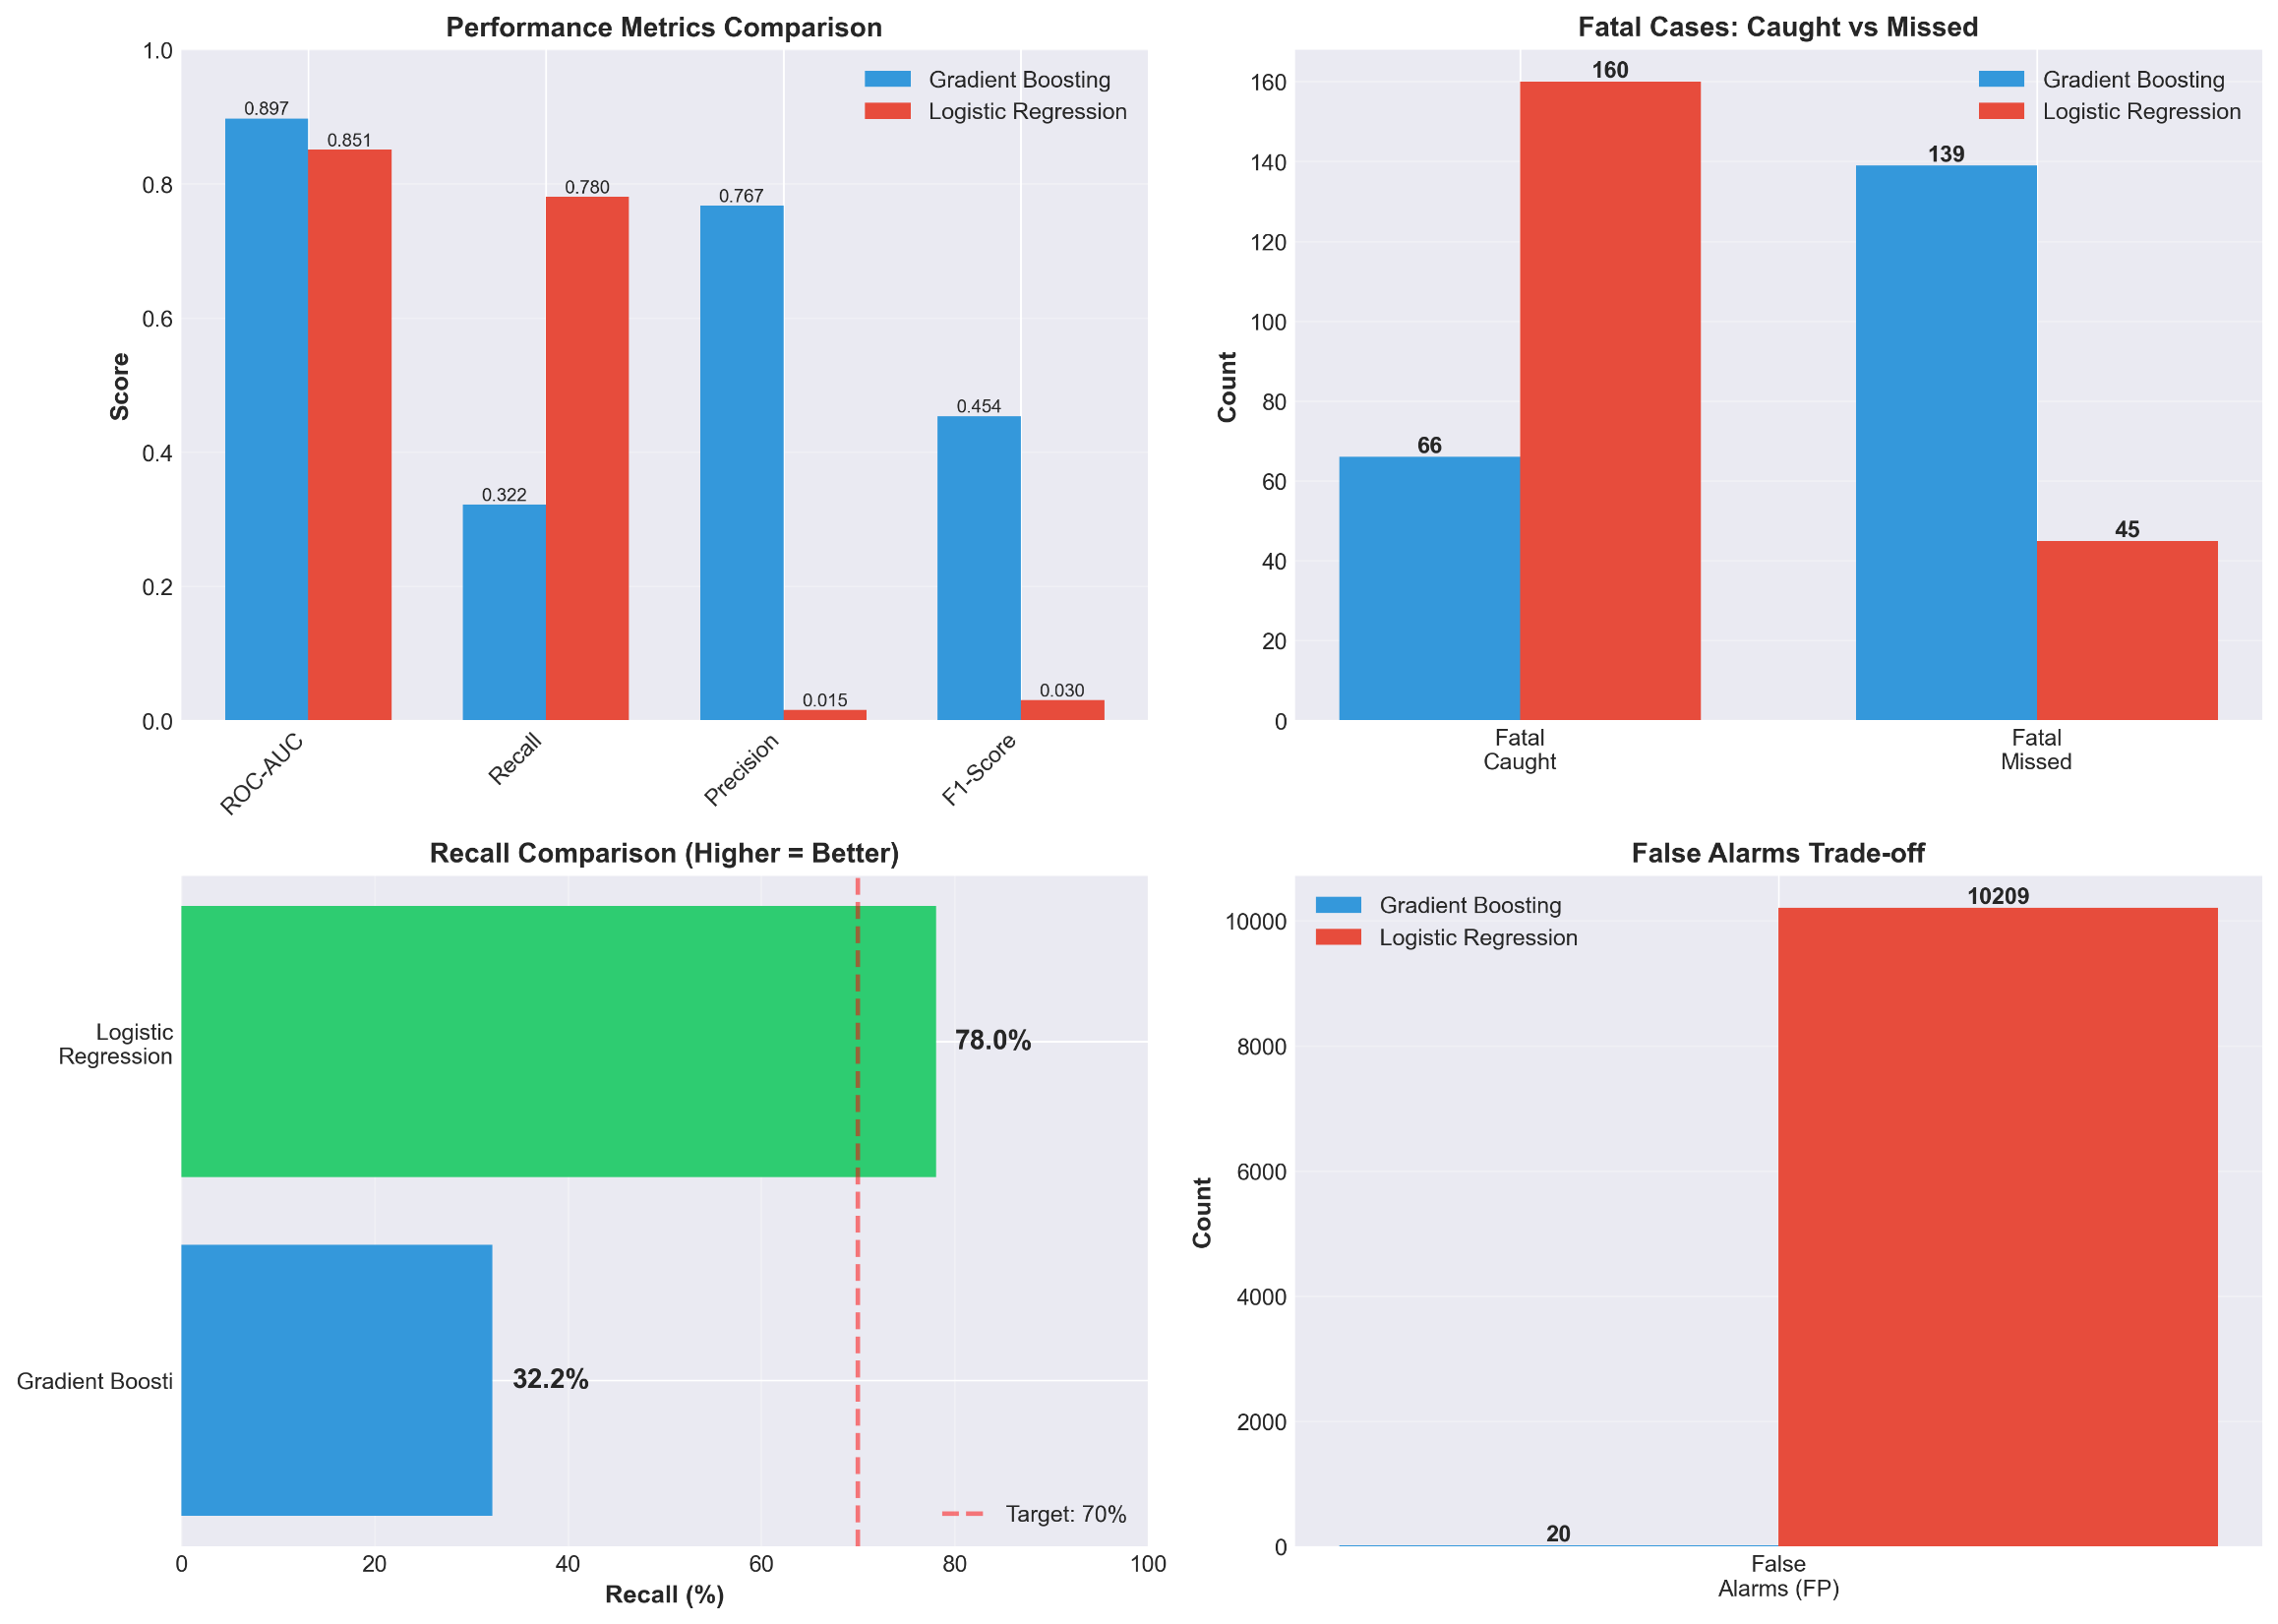 Performance Metrics Comparison
Score
1.0
0.8
0.6
0.4
0.2
0.0
Gradient Boosting
Logistic Regression
0.897
0.851
0.322
0.780
0.767
0.015
0.454
0.030
ROC-AUC
Recall
Precision
F1-Score
Fatal Cases: Caught vs Missed
Count
160
140
120
100
80
60
40
20
0
Gradient Boosting
Logistic Regression
66
160
139
45
Fatal
Caught
Fatal
Missed
Recall Comparison (Higher = Better)
Logistic
Regression
78.0%
Gradient Boosti
32.2%
Target: 70%
0
20
40
60
80
100
Recall (%)
False Alarms Trade-off
Count
10000
8000
6000
4000
2000
0
Gradient Boosting
Logistic Regression
20
10209
False
Alarms (FP)